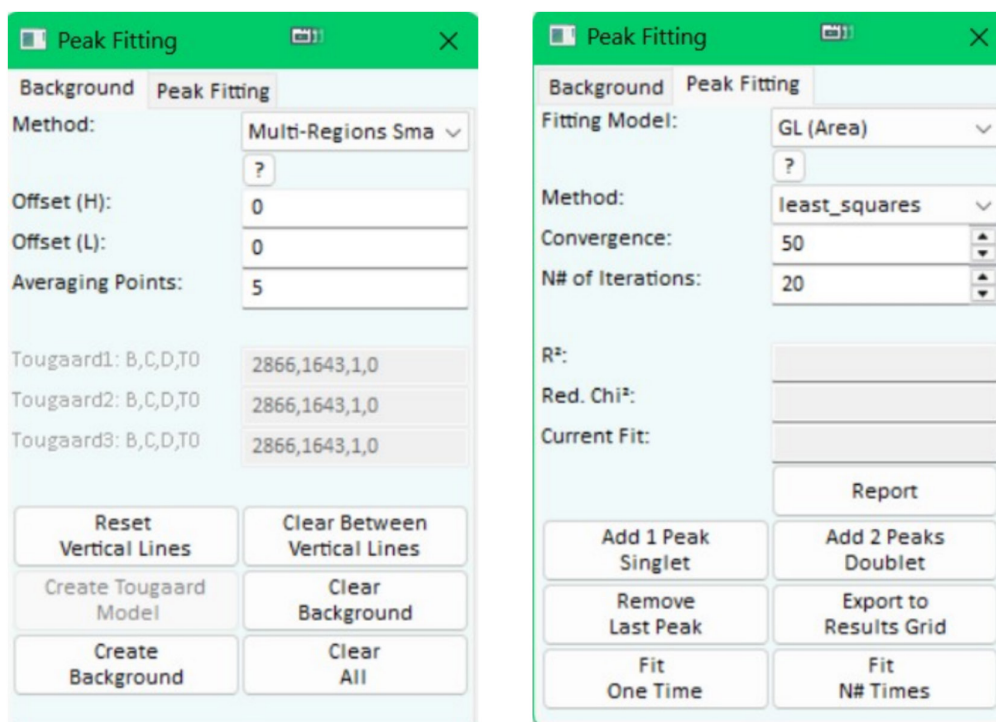 Peak Fitting
Background Peak Fitting
Method: Multi-Regions Sma
?
Offset (H): 0
Offset (L): 0
Averaging Points: 5
Tougaard1: B,C,D,T0 2866,1643,1,0
Tougaard2: B,C,D,T0 2866,1643,1,0
Tougaard3: B,C,D,T0 2866,1643,1,0
Reset
Vertical Lines
Clear Between
Vertical Lines
Create Tougaard
Model
Clear
Background
Create
Background
Clear
All
Peak Fitting
Background Peak Fitting
Fitting Model: GL (Area)
?
Method: least_squares
Convergence: 50
N# of Iterations: 20
R²:
Red. Chi²:
Current Fit:
Report
Add 1 Peak
Singlet
Add 2 Peaks
Doublet
Remove
Last Peak
Export to
Results Grid
Fit
One Time
Fit
N# Times